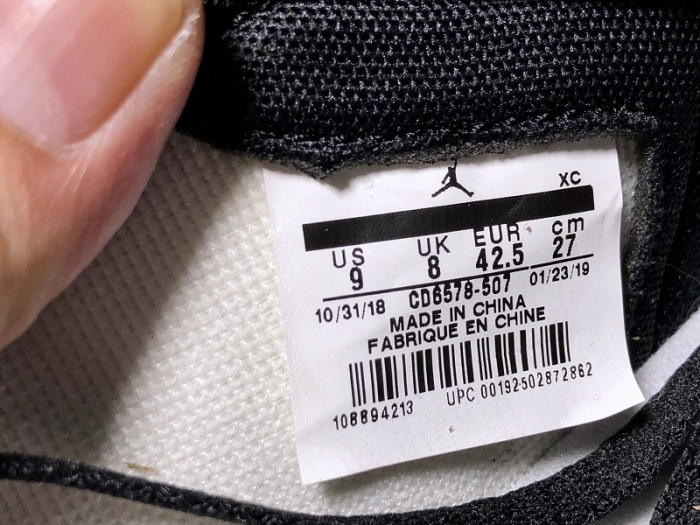 XC
US UK EUR cm
9 8 42.5 27
10/31/18 CD6578-507 01/23/19
MADE IN CHINA
FABRIQUE EN CHINE
108894213 UPC 00192502872862